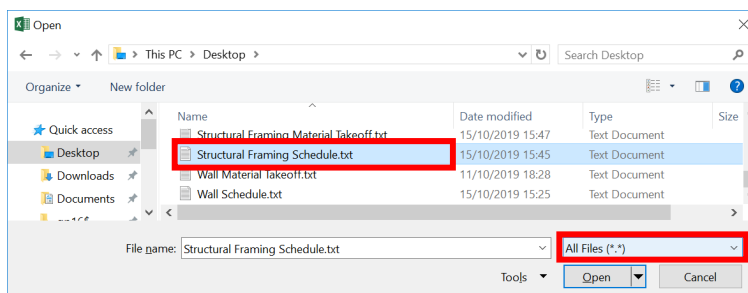 Open
This PC > Desktop >
Search Desktop
Organize
New folder
Name
Date modified
Type
Size
Quick access
Structural Framing Material Takeoff.txt 15/10/2019 15:47 Text Document
Desktop
Structural Framing Schedule.txt 15/10/2019 15:45 Text Document
Downloads
Wall Material Takeoff.txt 11/10/2019 18:28 Text Document
Documents
Wall Schedule.txt 15/10/2019 15:25 Text Document
File name: Structural Framing Schedule.txt
All Files (*.*)
Tools
Open
Cancel